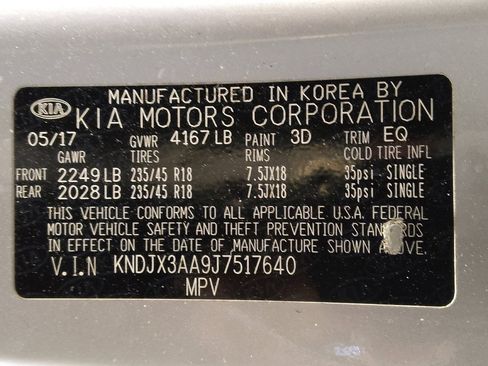 MANUFACTURED IN KOREA BY
KIA KIA MOTORS CORPORATION
05/17 GVWR 4167 LB PAINT 3D TRIM EQ
GAWR TIRES RIMS COLD TIRE INFL
FRONT 2249 LB 235/45 R18 7.5JX18 35psi SINGLE
REAR 2028 LB 235/45 R18 7.5JX18 35psi SINGLE
THIS VEHICLE CONFORMS TO ALL APPLICABLE U.S.A. FEDERAL
MOTOR VEHICLE SAFETY AND THEFT PREVENTION STANDARDS
IN EFFECT ON THE DATE OF MANUFACTURE SHOWN ABOVE.
V.I.N KNDJX3AA9J7517640
MPV